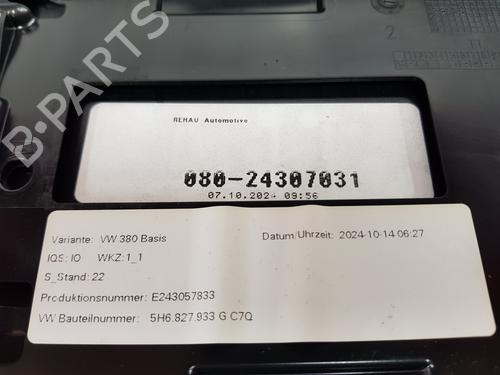 B-PARTS
2
REHAU Automotive
080-24307031
07.10.2024 09:56
Variante: VW 380 Basis
Datum/Uhrzeit: 2024-10-14 06:27
IQS: IO WKZ: 1_1
S_Stand: 22
Produktionsnummer: E243057833
VW Bauteilnummer: 5H6.827.933 G C7Q